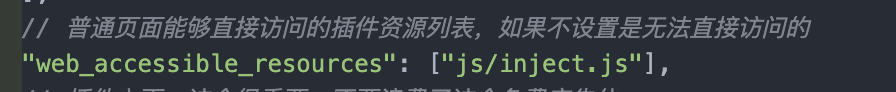 // 普通页面能够直接访问的插件资源列表，如果不设置是无法直接访问的
"web_accessible_resources": ["js/inject.js"],